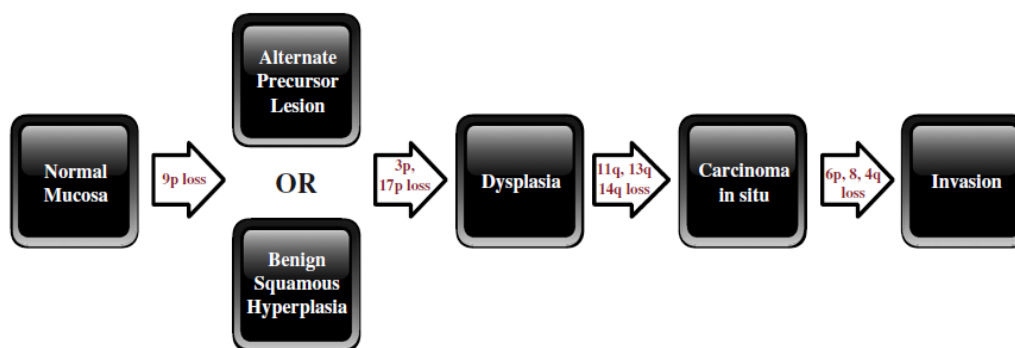 Normal
Mucosa
9p loss
Alternate
Precursor
Lesion
OR
Benign
Squamous
Hyperplasia
3p,
17p loss
Dysplasia
11q, 13q
14q loss
Carcinoma
in situ
6p, 8, 4q
loss
Invasion